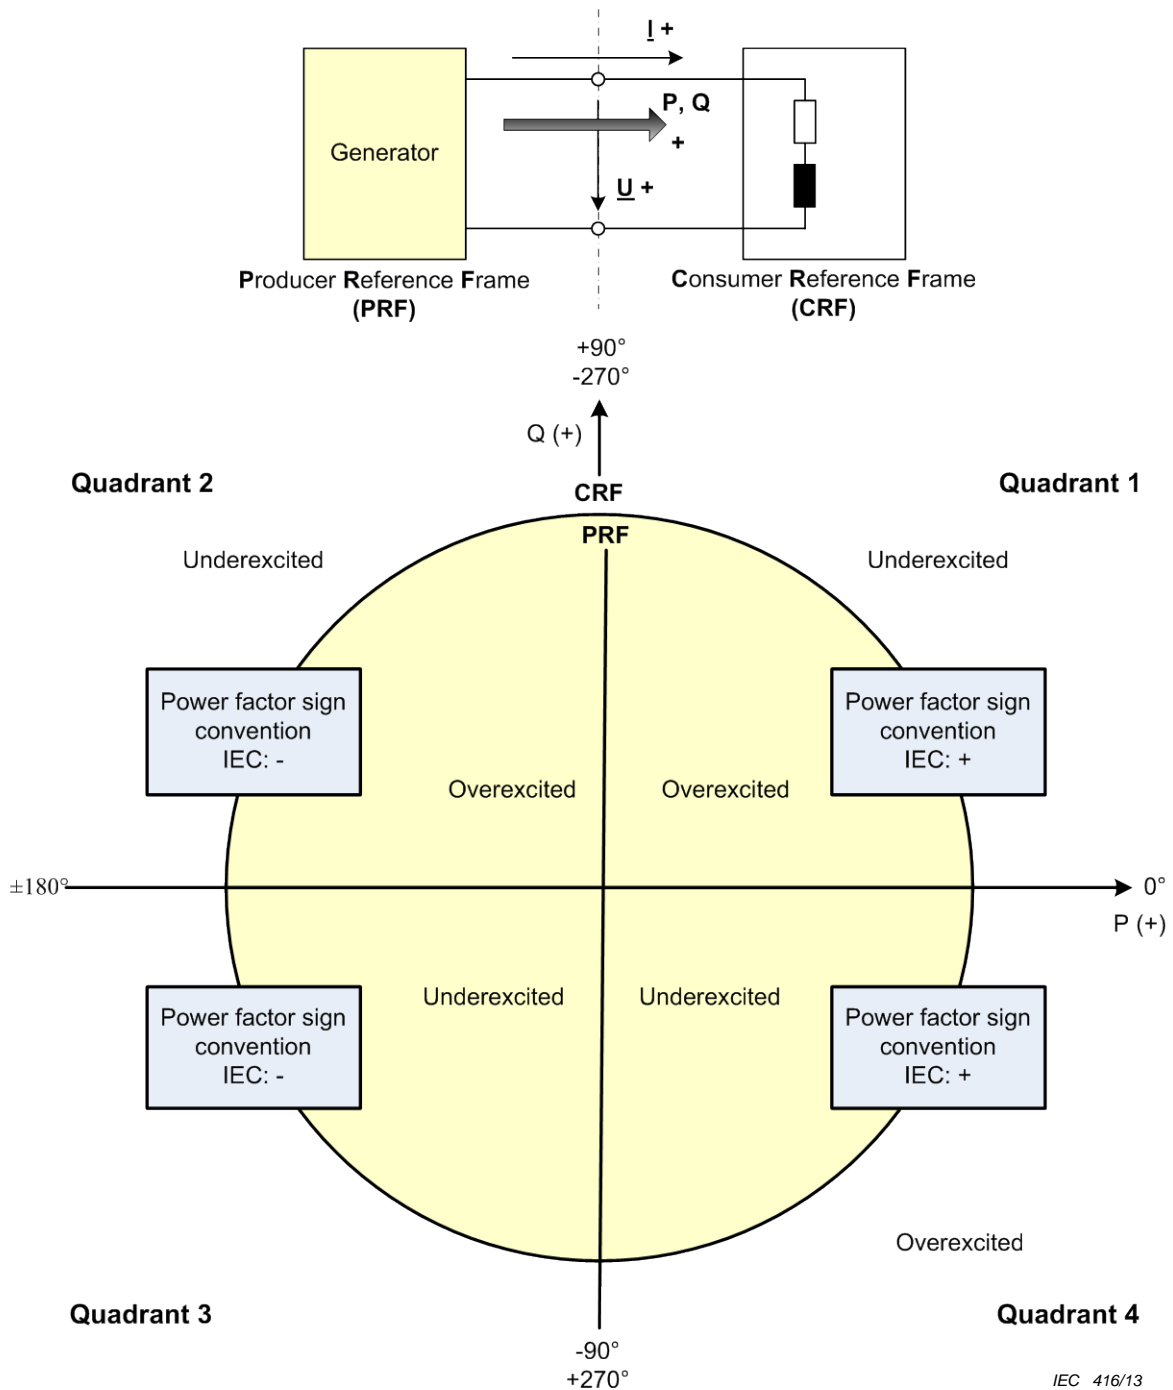 I +
P, Q
+
Generator
U +
Producer Reference Frame
(PRF)
Consumer Reference Frame
(CRF)
+90°
-270°
Q (+)
Quadrant 2
Quadrant 1
CRF
PRF
Underexcited
Underexcited
Power factor sign
convention
IEC: -
Power factor sign
convention
IEC: +
Overexcited
Overexcited
±180°
0°
P (+)
Underexcited
Underexcited
Power factor sign
convention
IEC: -
Power factor sign
convention
IEC: +
Overexcited
Quadrant 3
Quadrant 4
-90°
+270°
IEC 416/13